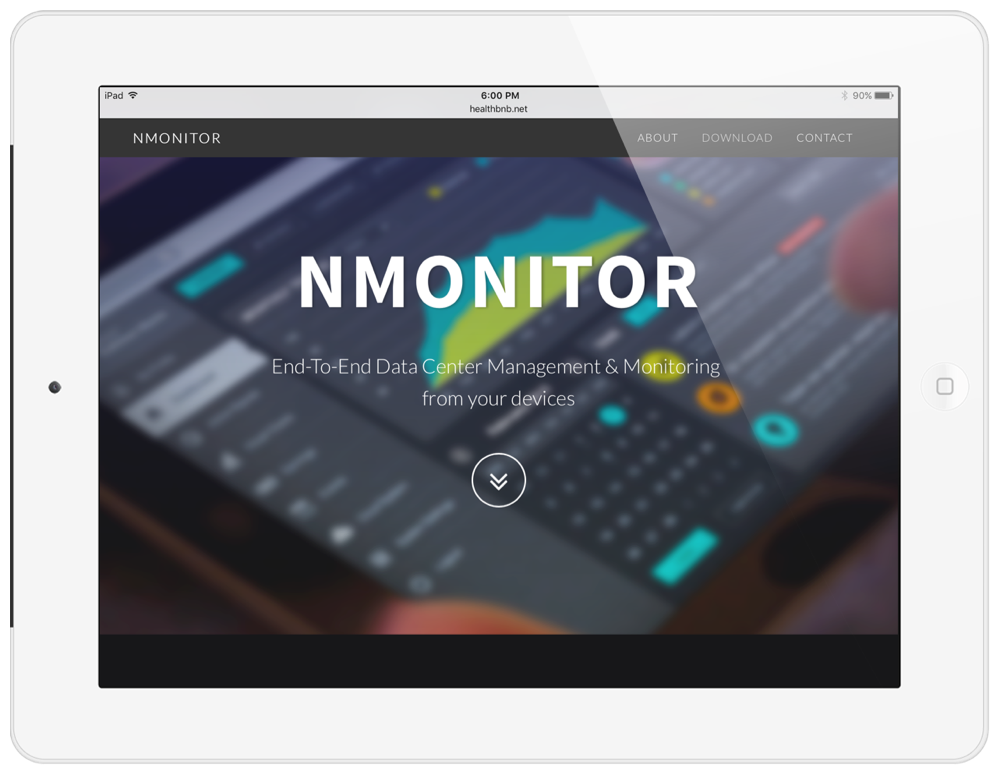 iPad 6:00 PM 90%
healthbnb.net
NMONITOR ABOUT DOWNLOAD CONTACT
NMONITOR
End-To-End Data Center Management & Monitoring
from your devices